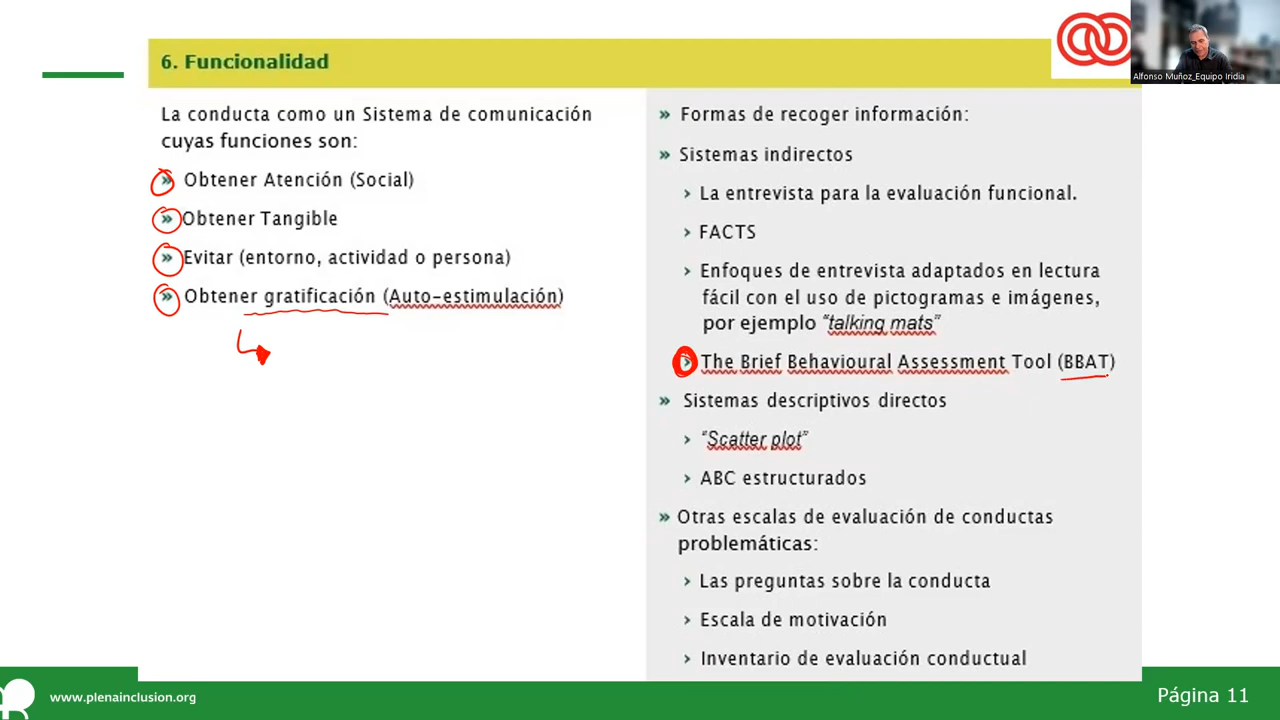 6. Funcionalidad
Alfonso Muñoz_Equipo Iridia
La conducta como un Sistema de comunicación
cuyas funciones son:
» Obtener Atención (Social)
» Obtener Tangible
» Evitar (entorno, actividad o persona)
» Obtener gratificación (Auto-estimulación)
» Formas de recoger información:
» Sistemas indirectos
› La entrevista para la evaluación funcional.
› FACTS
› Enfoques de entrevista adaptados en lectura
fácil con el uso de pictogramas e imágenes,
por ejemplo “talking mats”
› The Brief Behavioural Assessment Tool (BBAT)
» Sistemas descriptivos directos
› “Scatter plot”
› ABC estructurados
» Otras escalas de evaluación de conductas
problemáticas:
› Las preguntas sobre la conducta
› Escala de motivación
› Inventario de evaluación conductual
www.plenainclusion.org
Página 11